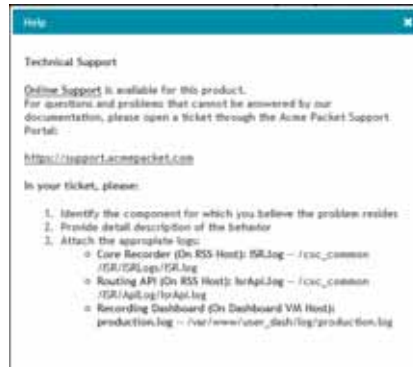 Help
Technical Support
Online Support is available for this product.
For questions and problems that cannot be answered by our
documentation, please open a ticket through the Acme Packet Support
Portal:
https://support.acmepacket.com
In your ticket, please:
1. Identify the component for which you believe the problem resides
2. Provide detail description of the behavior
3. Attach the appropiate logs:
Core Recorder (On RSS Host): ISR.log -- /cxc_common
/ISR/ISRLogs/ISR.log
Routing API (On RSS Host): IsrApi.log -- /cxc_common
/ISR/ApiLog/IsrApi.log
Recording Dashboard (On Dashboard VM Host):
production.log -- /var/www/user_dash/log/production.log